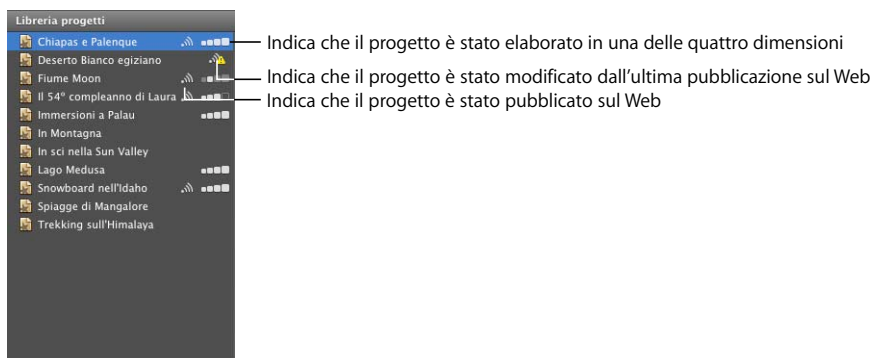 Libreria progetti
Chiapas e Palenque
Deserto Bianco egiziano
Fiume Moon
Il 54° compleanno di Laura
Immersioni a Palau
In Montagna
In sci nella Sun Valley
Lago Medusa
Snowboard nell'Idaho
Spiagge di Mangalore
Trekking sull'Himalaya
Indica che il progetto è stato elaborato in una delle quattro dimensioni
Indica che il progetto è stato modificato dall’ultima pubblicazione sul Web
Indica che il progetto è stato pubblicato sul Web